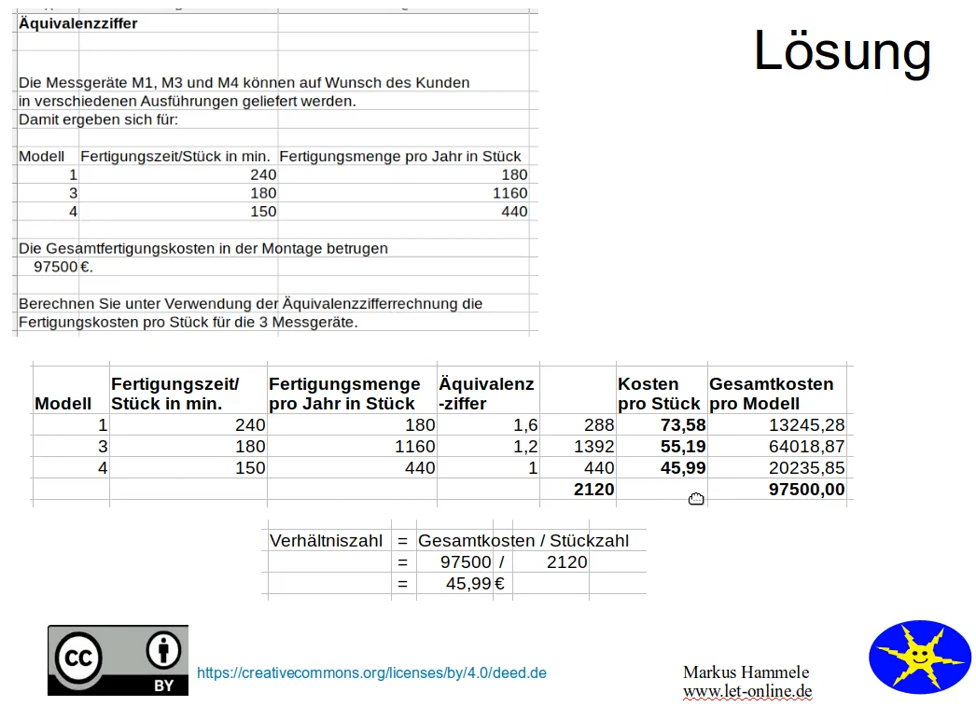 Äquivalenzziffer
Lösung
Die Messgeräte M1, M3 und M4 können auf Wunsch des Kunden
in verschiedenen Ausführungen geliefert werden.
Damit ergeben sich für:
Modell Fertigungszeit/Stück in min. Fertigungsmenge pro Jahr in Stück
1 240 180
3 180 1160
4 150 440
Die Gesamtfertigungskosten in der Montage betrugen
97500 €.
Berechnen Sie unter Verwendung der Äquivalenzzifferrechnung die
Fertigungskosten pro Stück für die 3 Messgeräte.
Fertigungszeit/ Fertigungsmenge Äquivalenz Kosten Gesamtkosten
Modell Stück in min. pro Jahr in Stück -ziffer pro Stück pro Modell
1 240 180 1,6 288 73,58 13245,28
3 180 1160 1,2 1392 55,19 64018,87
4 150 440 1 440 45,99 20235,85
2120 97500,00
Verhältniszahl = Gesamtkosten / Stückzahl
= 97500 / 2120
= 45,99 €
CC BY
https://creativecommons.org/licenses/by/4.0/deed.de
Markus Hammele
www.let-online.de